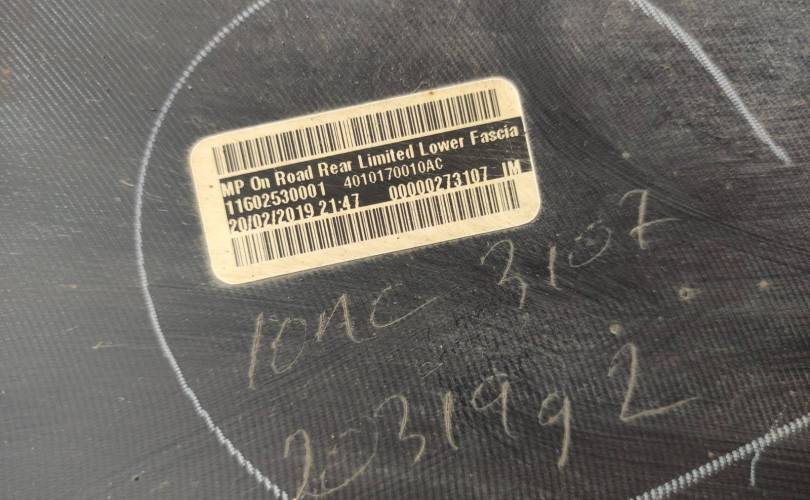 MP On Road Rear Limited Lower Fascia
11602530001 4010170010AC
20/02/2019 21:47 00000273107 IM
10AC 3107
2031992